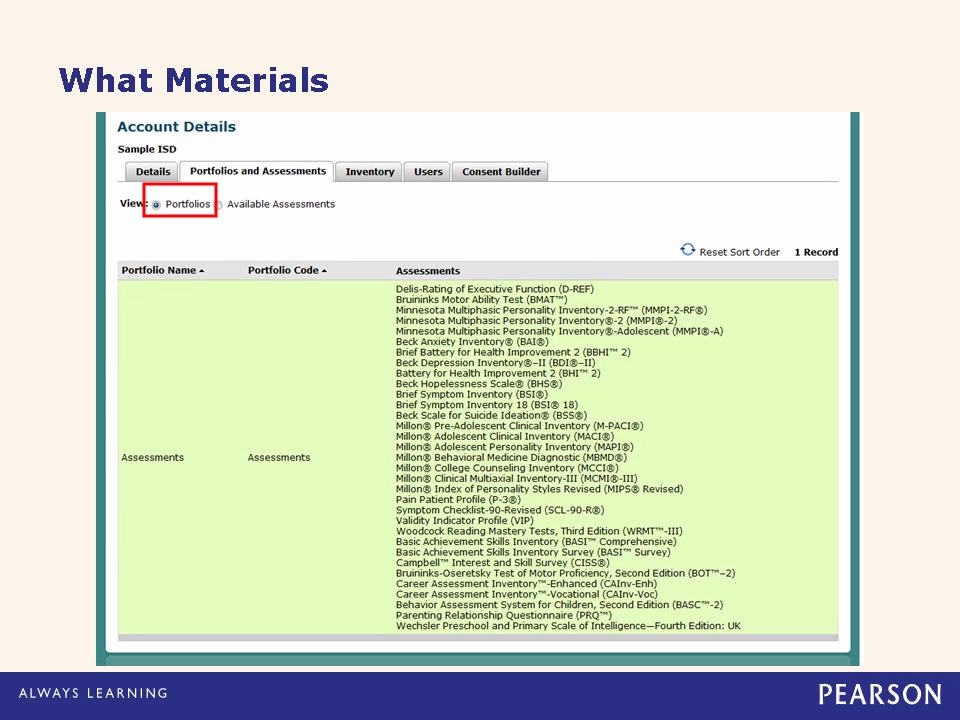 What Materials
Account Details
Sample ISD
Details Portfolios and Assessments Inventory Users Consent Builder
View: Portfolios Available Assessments
Reset Sort Order 1 Record
Portfolio Name Portfolio Code Assessments
Delis-Rating of Executive Function (D-REF)
Bruininks Motor Ability Test (BMAT™)
Minnesota Multiphasic Personality Inventory-2-RF™ (MMPI-2-RF®)
Minnesota Multiphasic Personality Inventory®-2 (MMPI®-2)
Minnesota Multiphasic Personality Inventory®-Adolescent (MMPI®-A)
Beck Anxiety Inventory® (BAI®)
Brief Battery for Health Improvement 2 (BBHI™ 2)
Beck Depression Inventory®–II (BDI®–II)
Battery for Health Improvement 2 (BHI™ 2)
Beck Hopelessness Scale® (BHS®)
Brief Symptom Inventory (BSI®)
Brief Symptom Inventory 18 (BSI® 18)
Beck Scale for Suicide Ideation® (BSS®)
Millon® Pre-Adolescent Clinical Inventory (M-PACI®)
Millon® Adolescent Clinical Inventory (MACI®)
Millon® Adolescent Personality Inventory (MAPI®)
Assessments Assessments Millon® Behavioral Medicine Diagnostic (MBMD®)
Millon® College Counseling Inventory (MCCI®)
Millon® Clinical Multiaxial Inventory-III (MCMI®-III)
Millon® Index of Personality Styles Revised (MIPS® Revised)
Pain Patient Profile (P-3®)
Symptom Checklist-90-Revised (SCL-90-R®)
Validity Indicator Profile (VIP)
Woodcock Reading Mastery Tests, Third Edition (WRMT™-III)
Basic Achievement Skills Inventory (BASI™ Comprehensive)
Basic Achievement Skills Inventory Survey (BASI™ Survey)
Campbell™ Interest and Skill Survey (CISS®)
Bruininks-Oseretsky Test of Motor Proficiency, Second Edition (BOT™–2)
Career Assessment Inventory™-Enhanced (CAInv-Enh)
Career Assessment Inventory™-Vocational (CAInv-Voc)
Behavior Assessment System for Children, Second Edition (BASC™-2)
Parenting Relationship Questionnaire (PRQ™)
Wechsler Preschool and Primary Scale of Intelligence—Fourth Edition: UK
ALWAYS LEARNING PEARSON